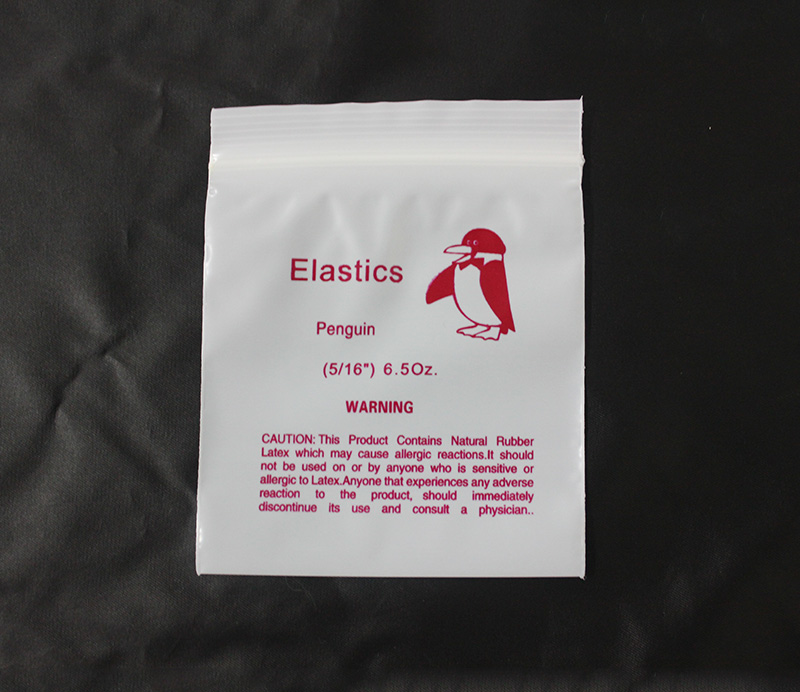 Elastics
Penguin
(5/16") 6.5Oz.
WARNING
CAUTION: This Product Contains Natural Rubber
Latex which may cause allergic reactions.It should
not be used on or by anyone who is sensitive or
allergic to Latex.Anyone that experiences any adverse
reaction to the product, should immediately
discontinue its use and consult a physician..